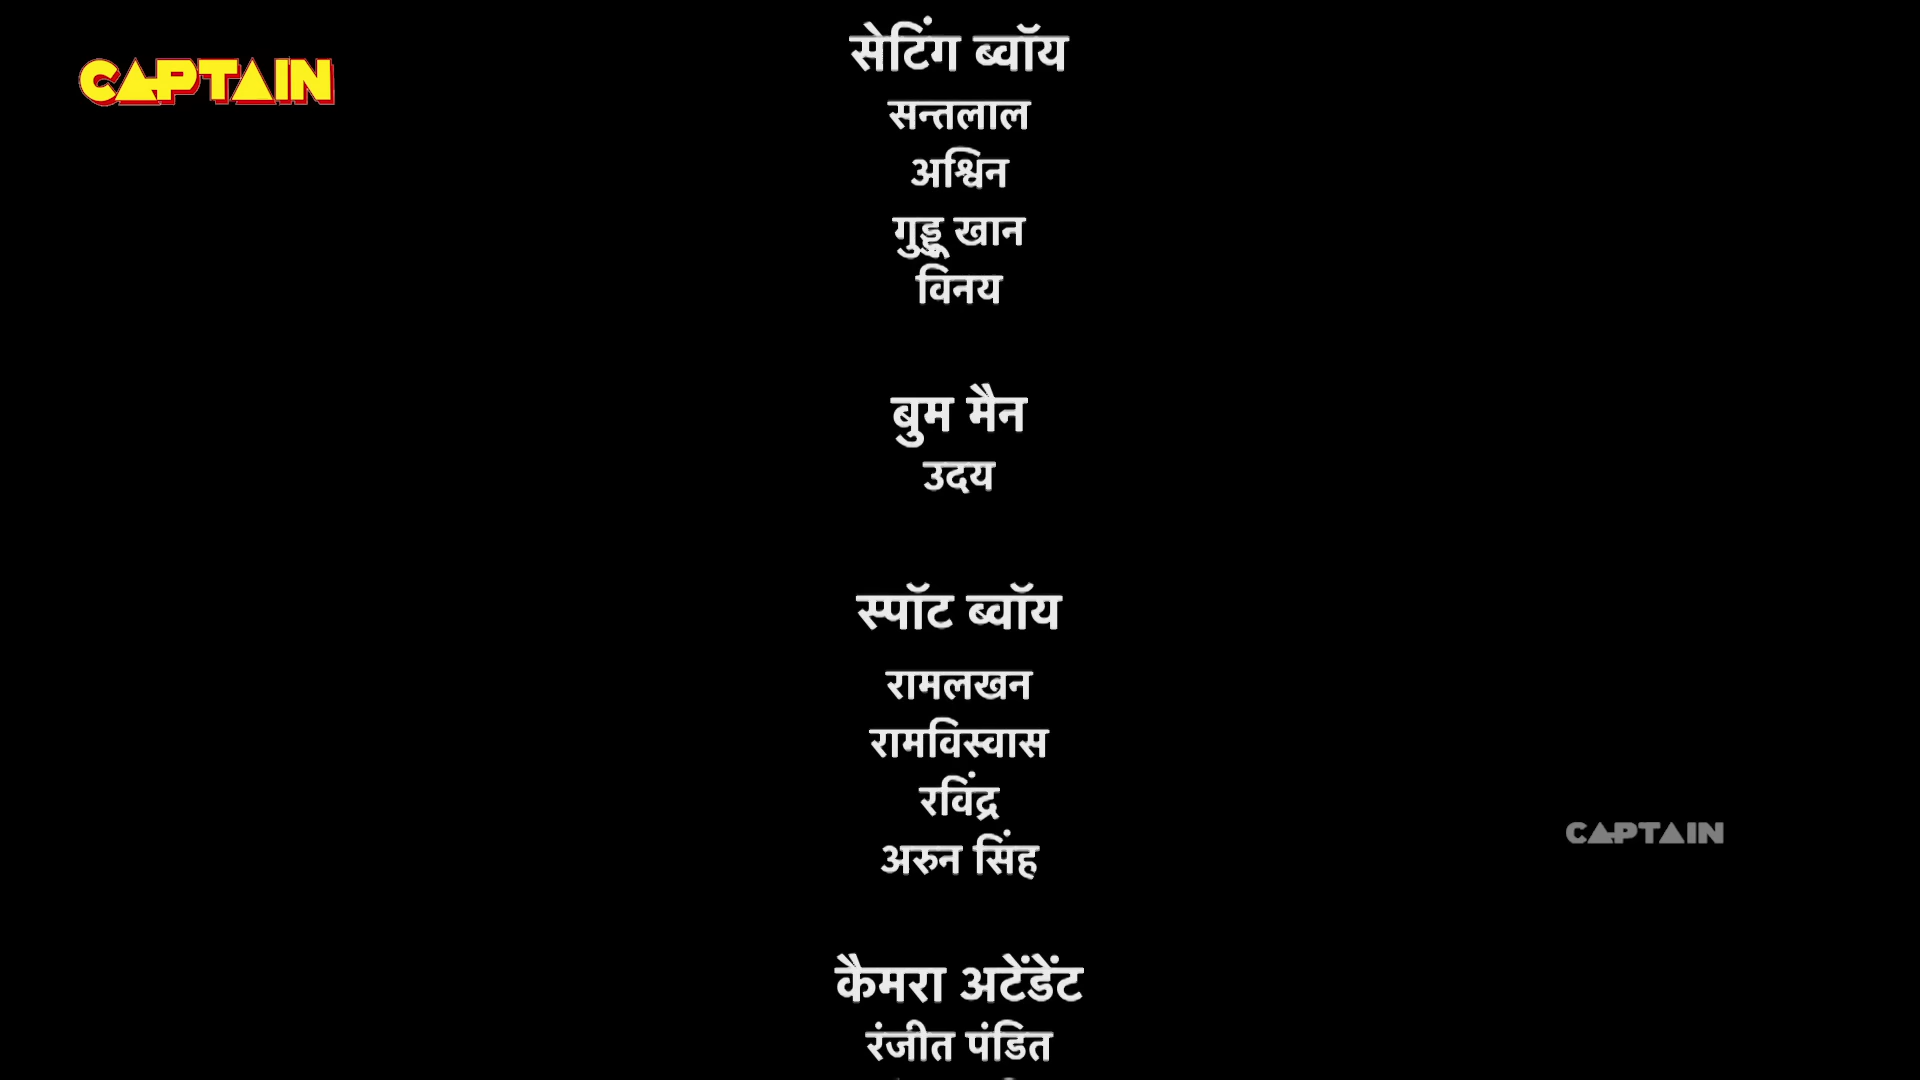 CAPTAIN
सेटिंग ब्वॉय
सन्तलाल
अश्विन
गुड्डू खान
विनय
बुम मैन
उदय
स्पॉट ब्वॉय
रामलखन
रामविस्वास
रविंद्र
अरुन सिंह
CAPTAIN
कैमरा अटेंडेंट
रंजीत पंडित